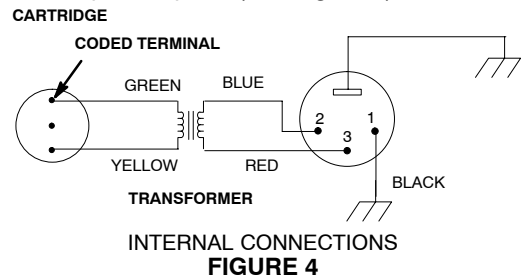 CARTRIDGE
CODED TERMINAL
GREEN
BLUE
2
1
3
YELLOW
RED
BLACK
TRANSFORMER
INTERNAL CONNECTIONS
FIGURE 4